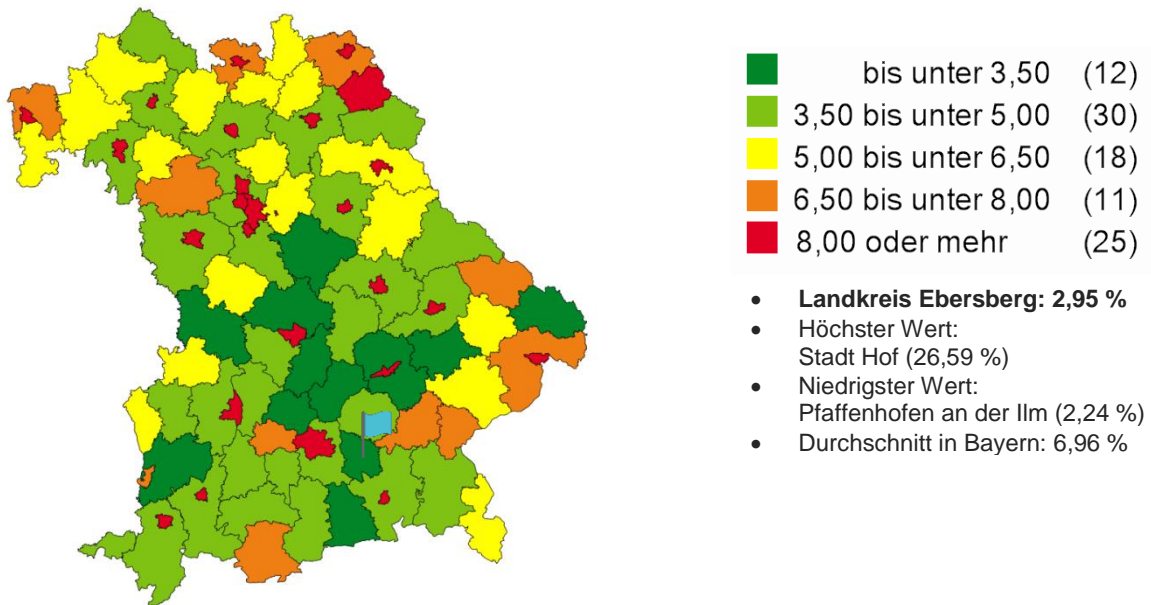 bis unter 3,50 (12)
3,50 bis unter 5,00 (30)
5,00 bis unter 6,50 (18)
6,50 bis unter 8,00 (11)
8,00 oder mehr (25)
• Landkreis Ebersberg: 2,95 %
• Höchster Wert:
Stadt Hof (26,59 %)
• Niedrigster Wert:
Pfaffenhofen an der Ilm (2,24 %)
• Durchschnitt in Bayern: 6,96 %